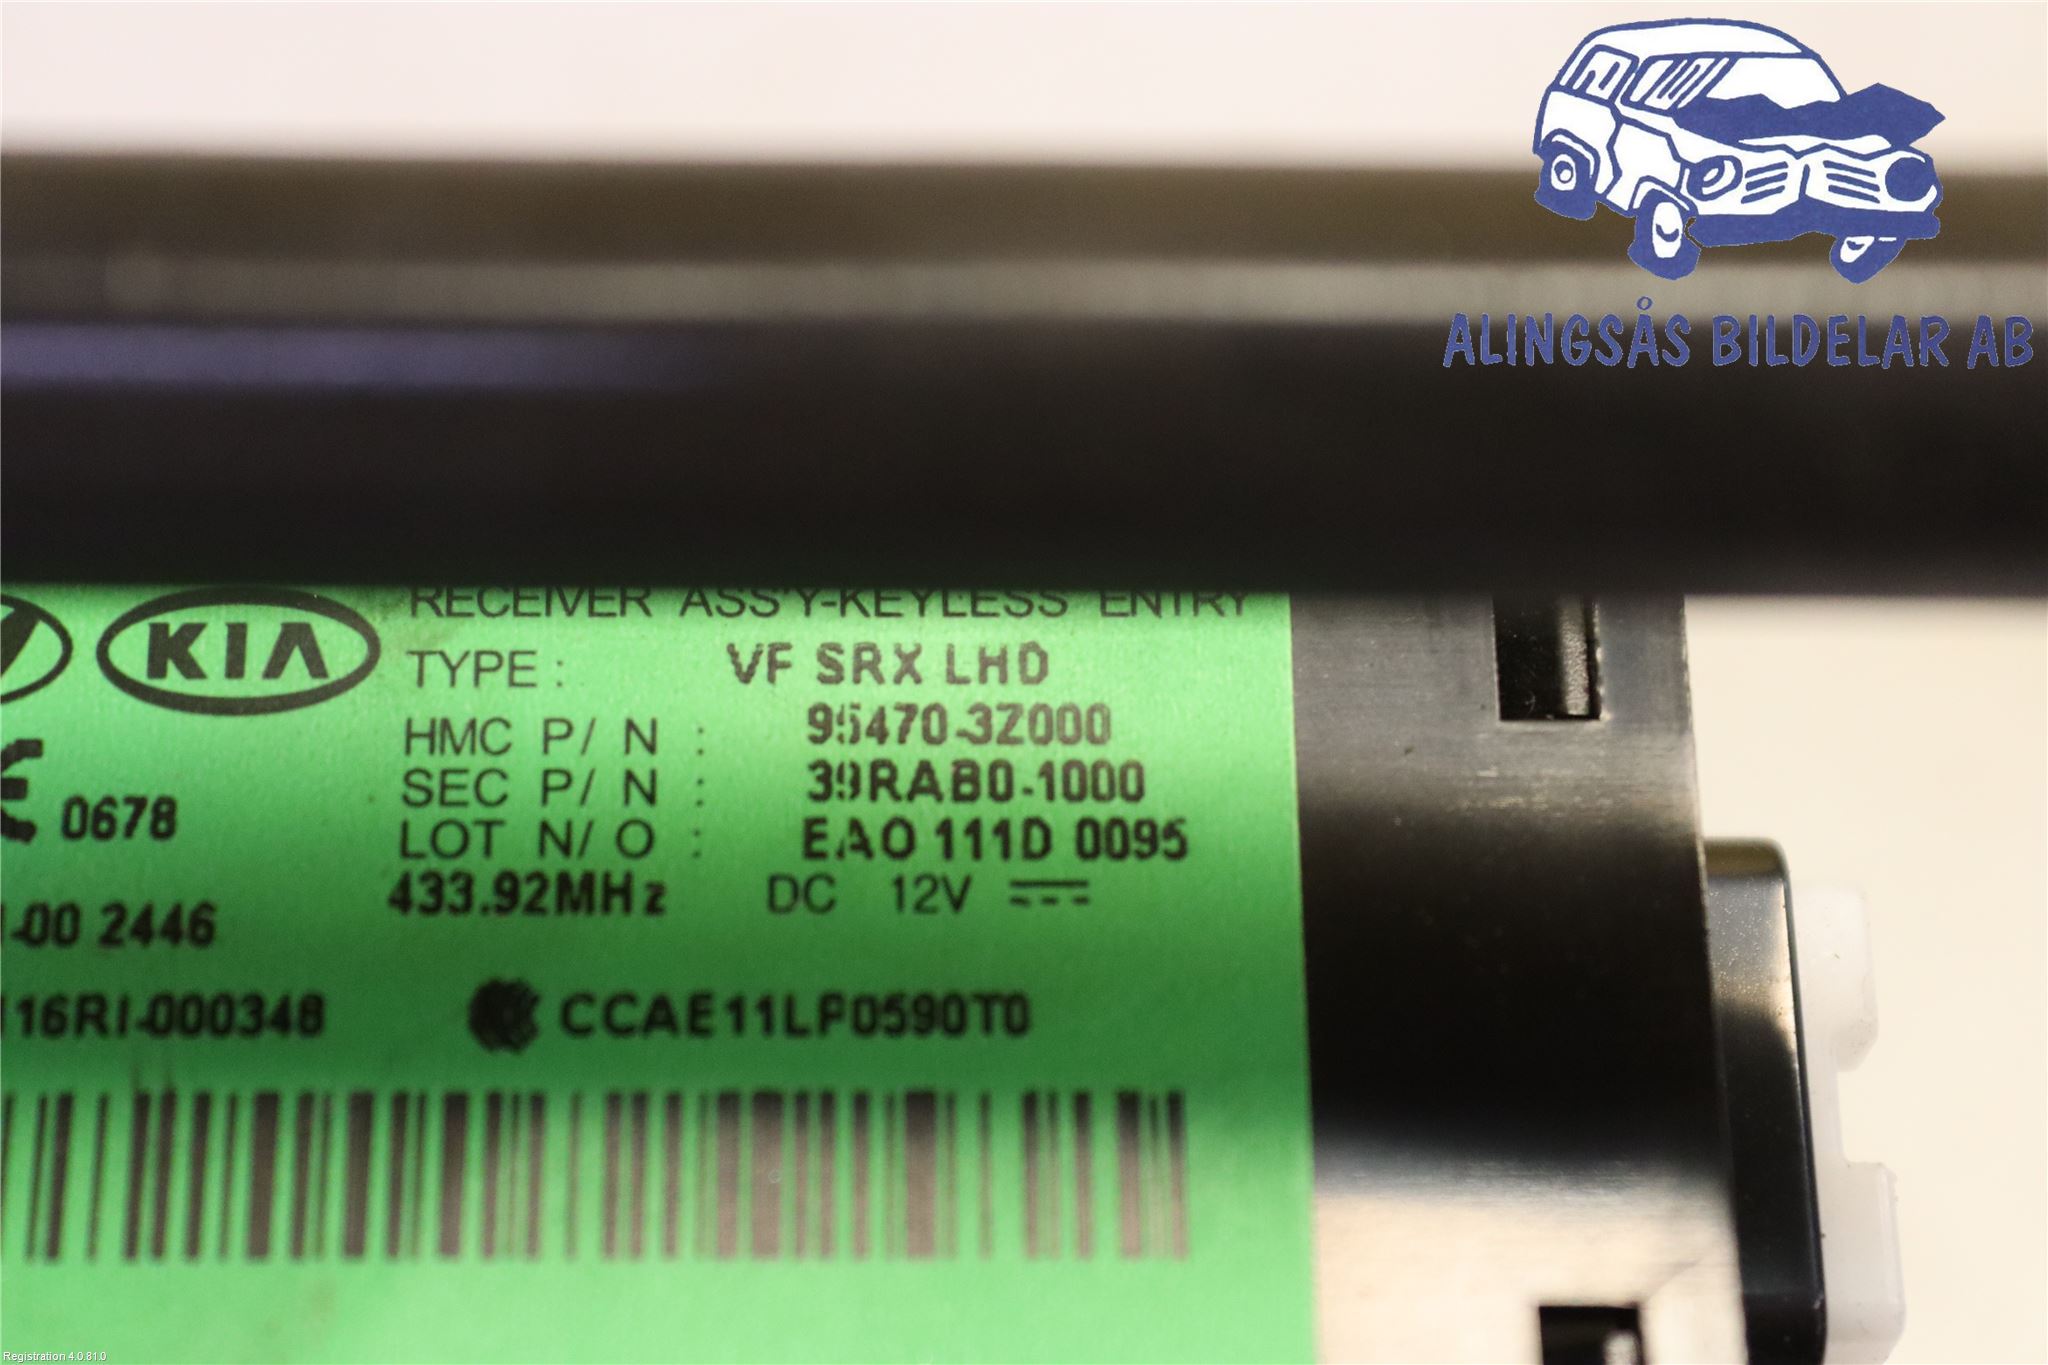 ALINGSÅS BILDELAR AB
RECEIVER ASS'Y-KEYLESS ENTRY
KIA
TYPE : VF SRX LHD
HMC P/ N : 95470-3Z000
SEC P/ N : 39RAB0-1000
0678
LOT N/ O : EAO 111D 0095
433.92MHz DC 12V
-00 2446
16RI-000348 CCAE11LP0590T0
Registration 4.0.81.0